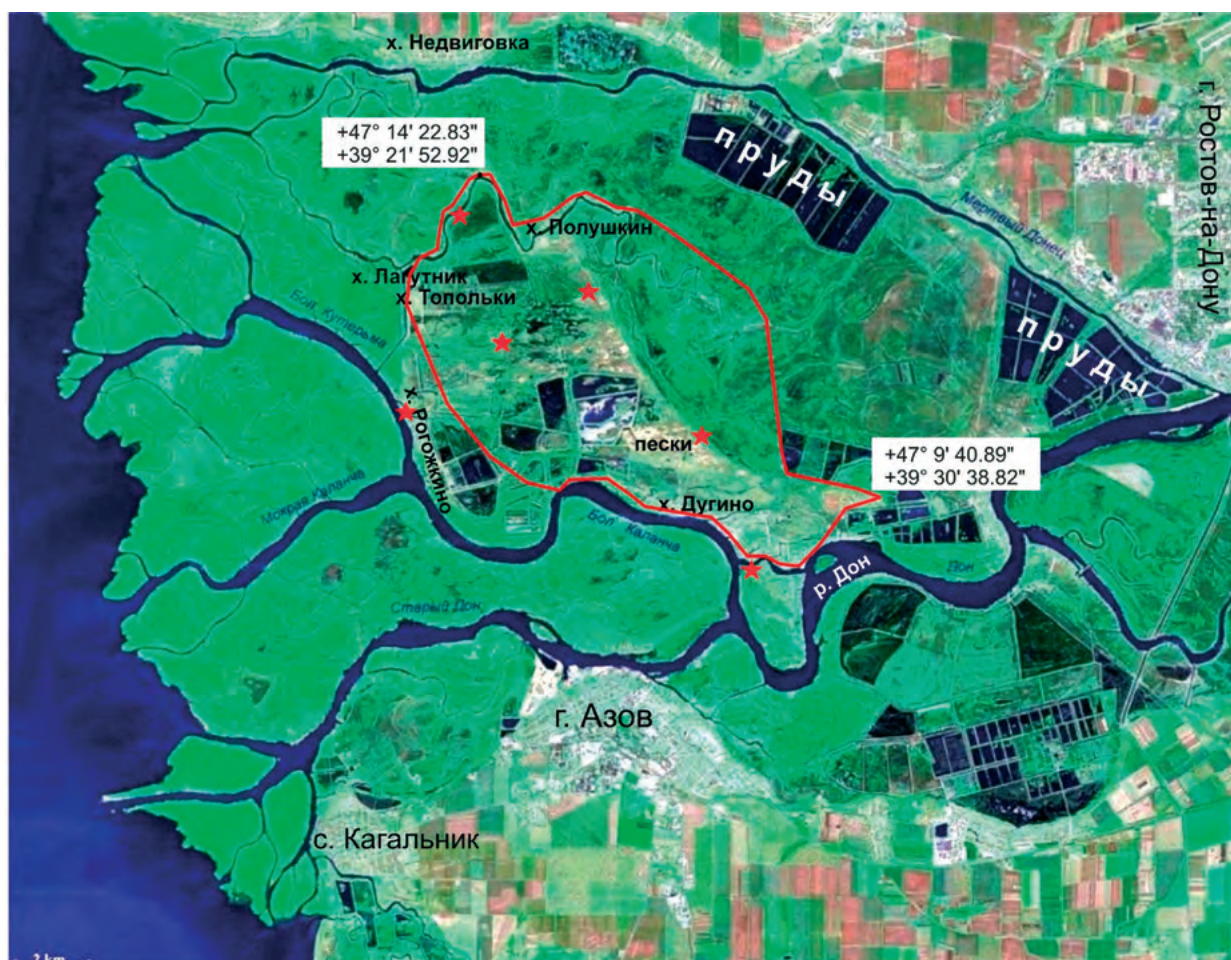 х. Недвиговка
г. Ростов-на-Дону
+47° 14' 22.83"
+39° 21' 52.92"
пруды
Мертвый Донец
х. Полушкин
х. Лагутник
х. Топольки
Бол. Кутерьма
пруды
х. Рогожкино
пески
+47° 9' 40.89"
+39° 30' 38.82"
Мокрая Каланча
х. Дугино
Бол. Каланча
р. Дон
Дон
Старый Дон
г. Азов
с. Кагальник
2 km